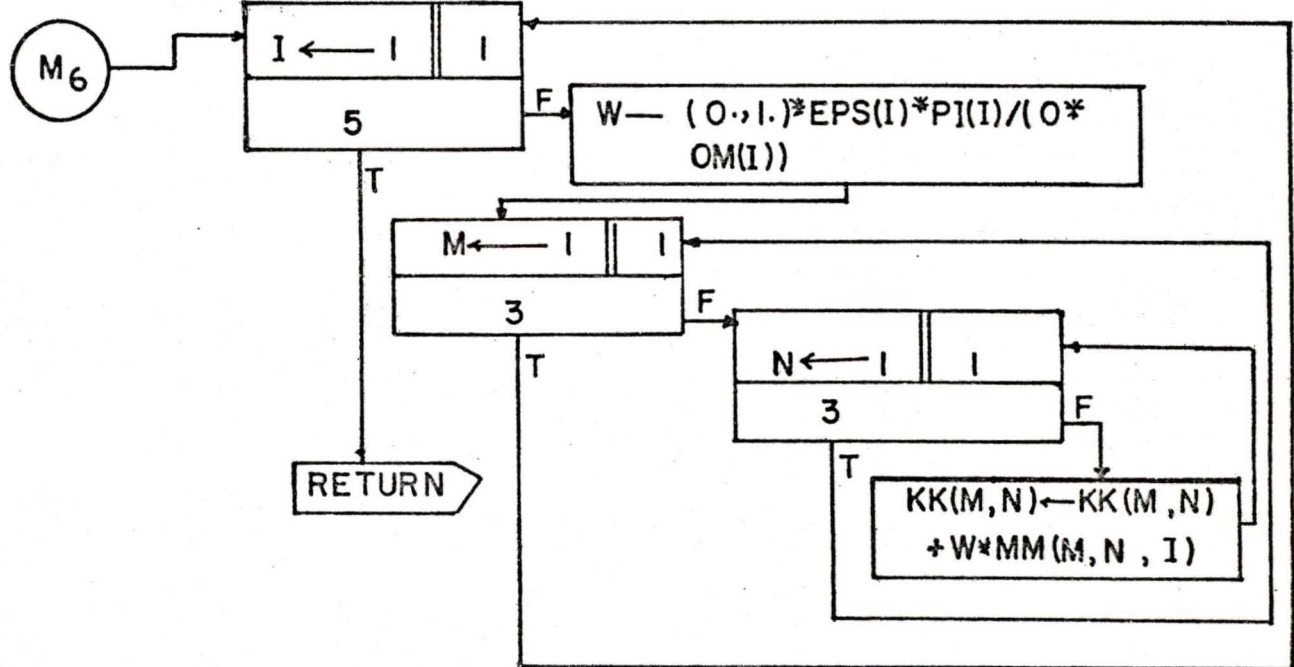 M6
I ← 1 1
5
F
T
W— (0.,1.)*EPS(I)*PI(I)/(0*
OM(I))
M ← 1 1
3
F
T
N ← 1 1
3
F
T
RETURN
KK(M,N)←KK(M,N)
+W*MM(M,N,I)